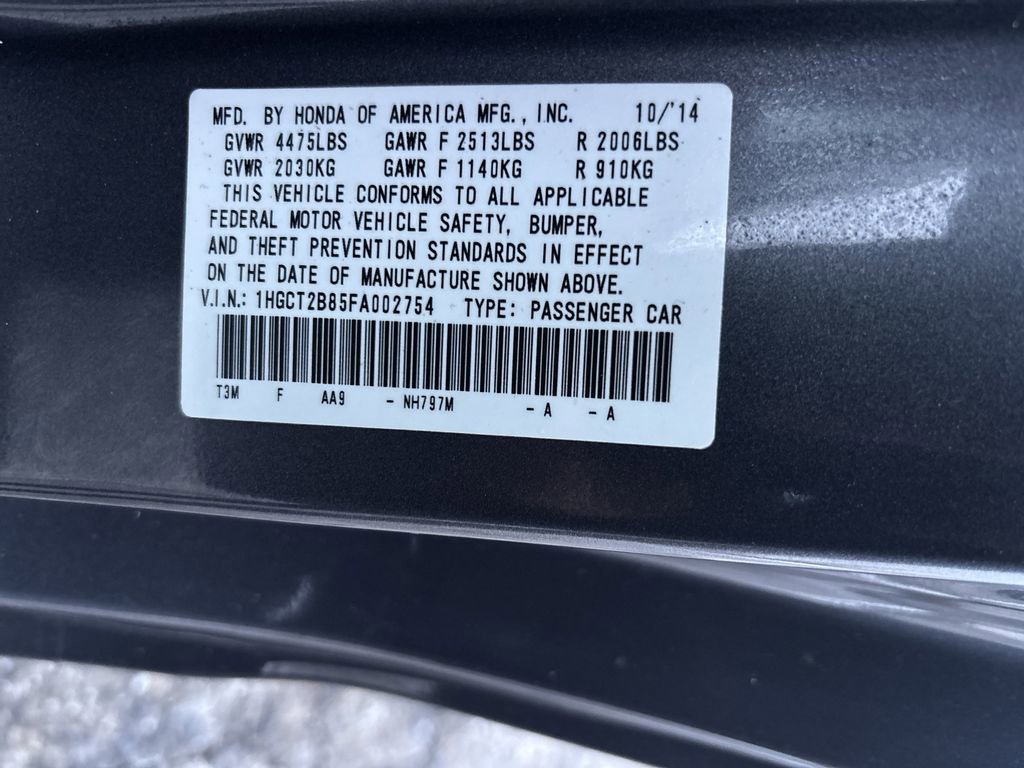 MFD. BY HONDA OF AMERICA MFG., INC. 10/'14
GVWR 4475LBS GAWR F 2513LBS R 2006LBS
GVWR 2030KG GAWR F 1140KG R 910KG
THIS VEHICLE CONFORMS TO ALL APPLICABLE
FEDERAL MOTOR VEHICLE SAFETY, BUMPER,
AND THEFT PREVENTION STANDARDS IN EFFECT
ON THE DATE OF MANUFACTURE SHOWN ABOVE.
V.I.N.: 1HGCT2B85FA002754 TYPE: PASSENGER CAR
T3M F AA9 - NH797M - A - A